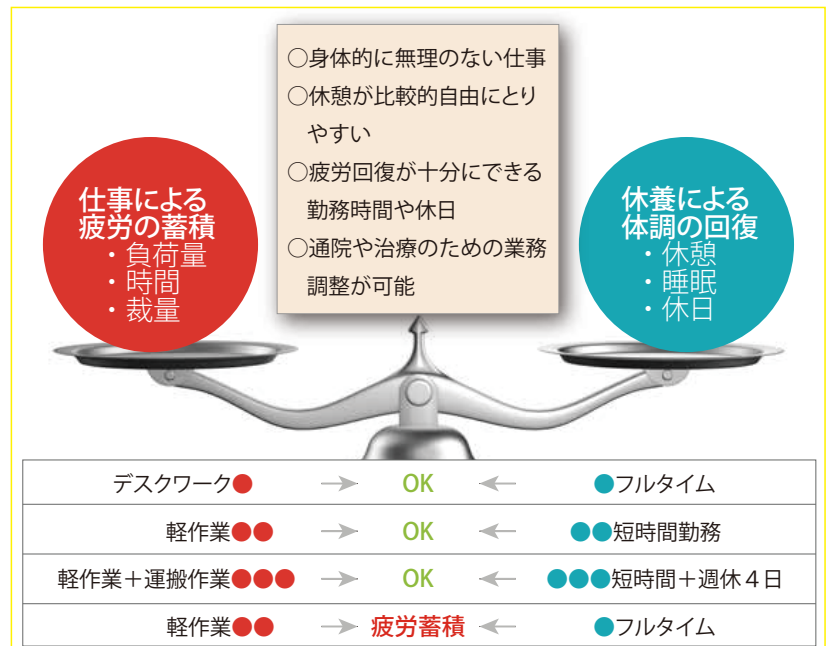 ○身体的に無理のない仕事
○休憩が比較的自由にとり
やすい
○疲労回復が十分にできる
勤務時間や休日
○通院や治療のための業務
調整が可能
仕事による
疲労の蓄積
・負荷量
・時間
・裁量
休養による
体調の回復
・休憩
・睡眠
・休日
デスクワーク● → OK ← ●フルタイム
軽作業●● → OK ← ●●短時間勤務
軽作業＋運搬作業●●● → OK ← ●●●短時間＋週休４日
軽作業●● → 疲労蓄積 ← ●フルタイム